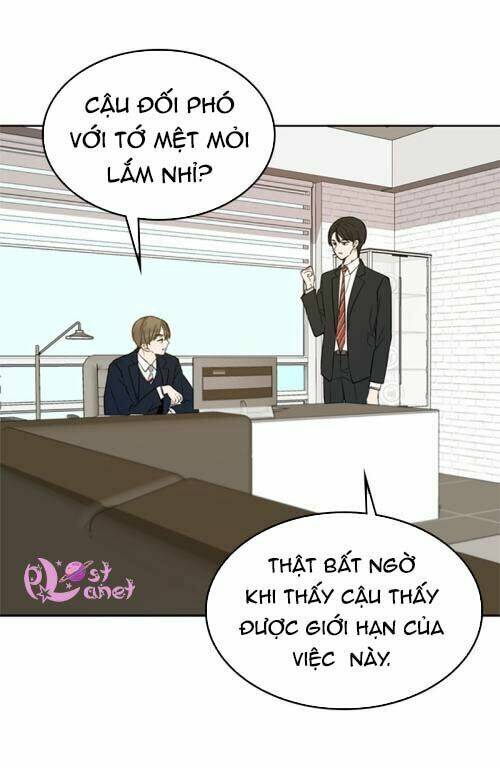 CẬU ĐỐI PHÓ
VỚI TỚ MỆT MỎI
LẮM NHỈ?
Lost
Planet
THẬT BẤT NGỜ
KHI THẤY CẬU THẤY
ĐƯỢC GIỚI HẠN CỦA
VIỆC NÀY.